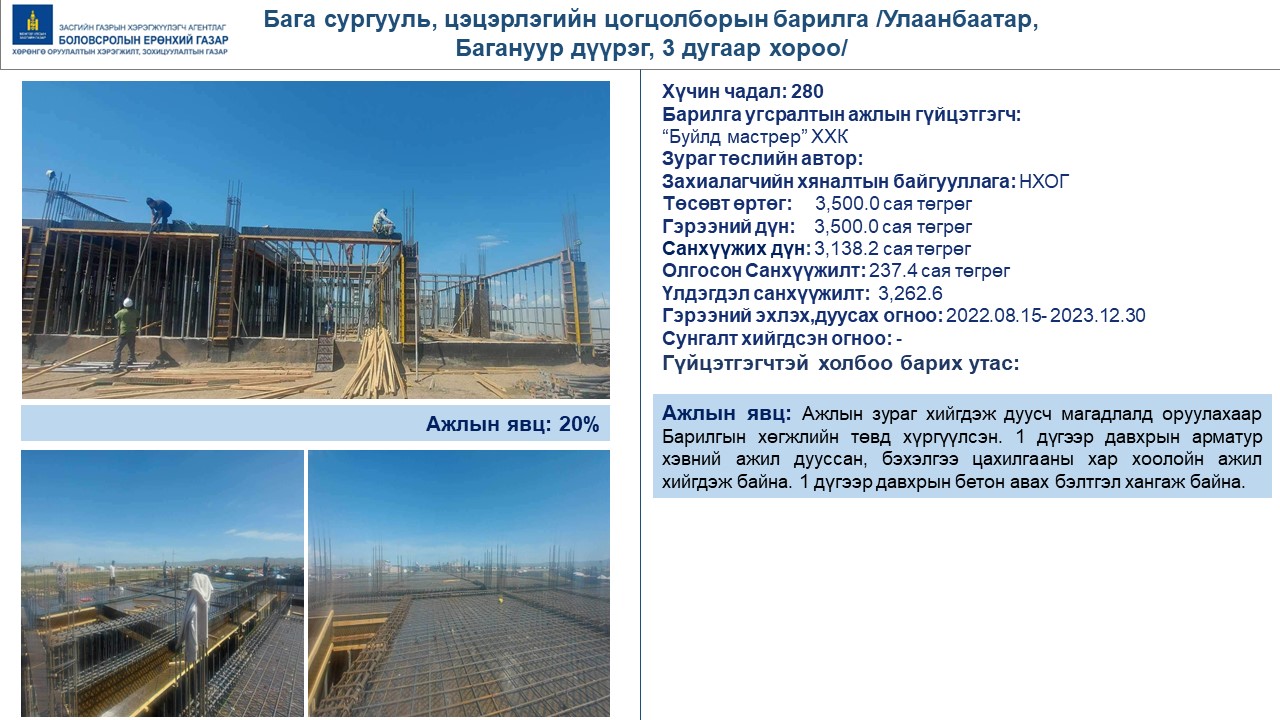 ЗАСГИЙН ГАЗРЫН ХЭРЭГЖҮҮЛЭГЧ АГЕНТЛАГ
БОЛОВСРОЛЫН ЕРӨНХИЙ ГАЗАР
ХӨРӨНГӨ ОРУУЛАЛТЫН ХЭРЭГЖИЛТ, ЗОХИЦУУЛАЛТЫН ГАЗАР
Бага сургууль, цэцэрлэгийн цогцолборын барилга /Улаанбаатар,
Багануур дүүрэг, 3 дугаар хороо/
Хүчин чадал: 280
Барилга угсралтын ажлын гүйцэтгэгч:
“Буйлд мастрер” ХХК
Зураг төслийн автор:
Захиалагчийн хяналтын байгууллага: НХОГ
Төсөвт өртөг: 3,500.0 сая төгрөг
Гэрээний дүн: 3,500.0 сая төгрөг
Санхүүжих дүн: 3,138.2 сая төгрөг
Олгосон Санхүүжилт: 237.4 сая төгрөг
Үлдэгдэл санхүүжилт: 3,262.6
Гэрээний эхлэх,дуусах огноо: 2022.08.15- 2023.12.30
Сунгалт хийгдсэн огноо: -
Гүйцэтгэгчтэй холбоо барих утас:
Ажлын явц: 20%
Ажлын явц: Ажлын зураг хийгдэж дуусч магадлалд оруулахаар
Барилгын хөгжлийн төвд хүргүүлсэн. 1 дүгээр давхрын арматур
хэвний ажил дууссан, бэхэлгээ цахилгааны хар хоолойн ажил
хийгдэж байна. 1 дүгээр давхрын бетон авах бэлтгэл хангаж байна.